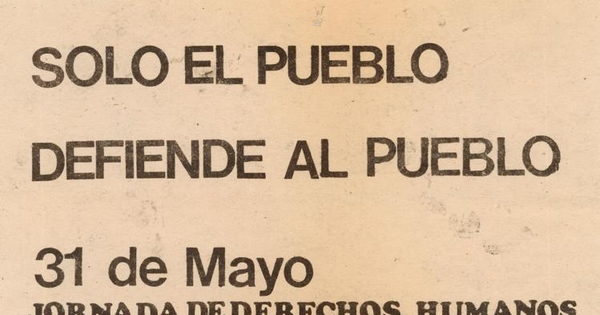 SOLO EL PUEBLO
DEFIENDE AL PUEBLO
31 de Mayo
JORNADA DE DERECHOS HUMANOS